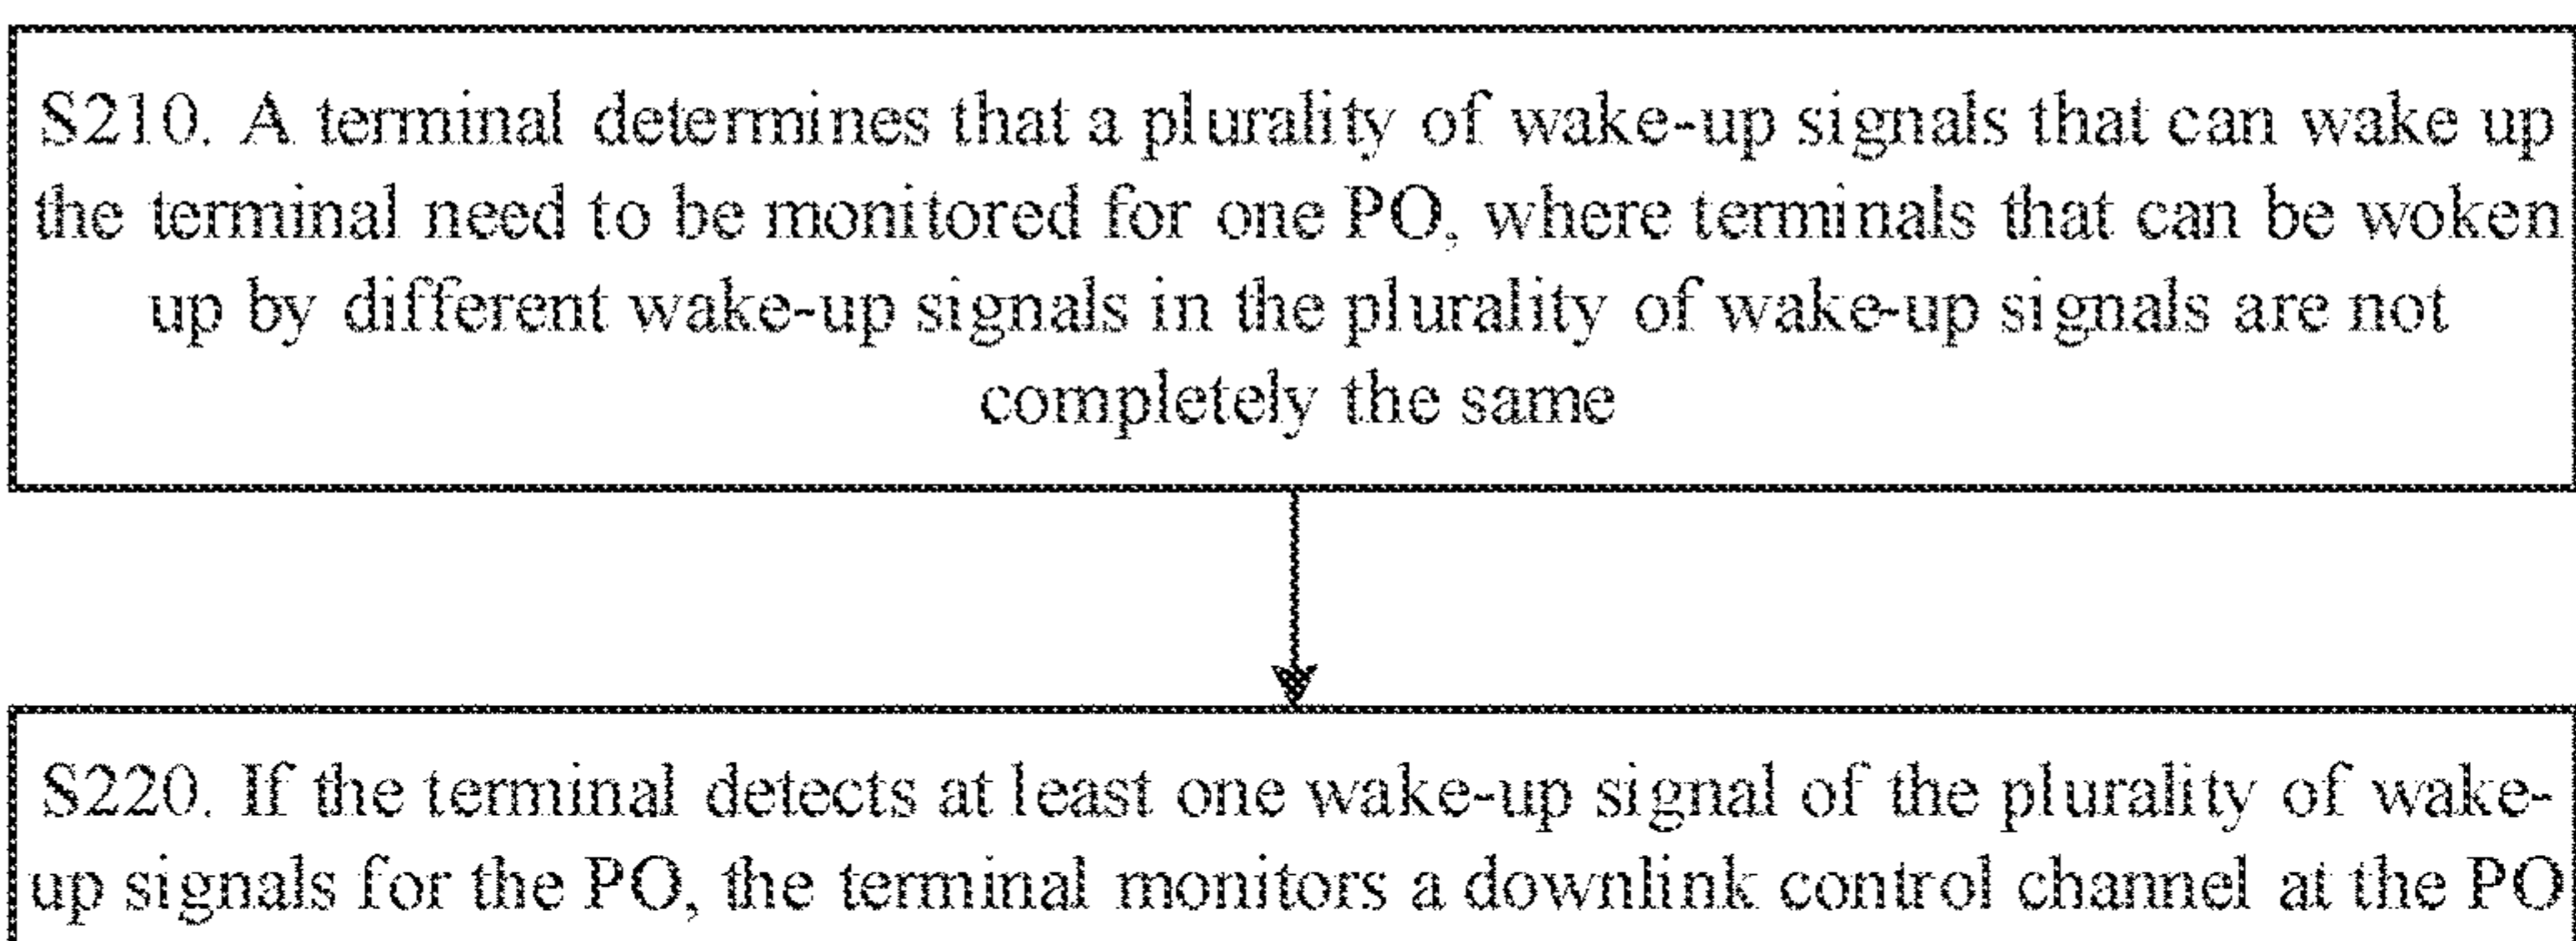 S210. A terminal determines that a plurality of wake-up signals that can wake up
the terminal need to be monitored for one PO, where terminals that can be woken
up by different wake-up signals in the plurality of wake-up signals are not
completely the same
S220. If the terminal detects at least one wake-up signal of the plurality of wake-
up signals for the PO, the terminal monitors a downlink control channel at the PO